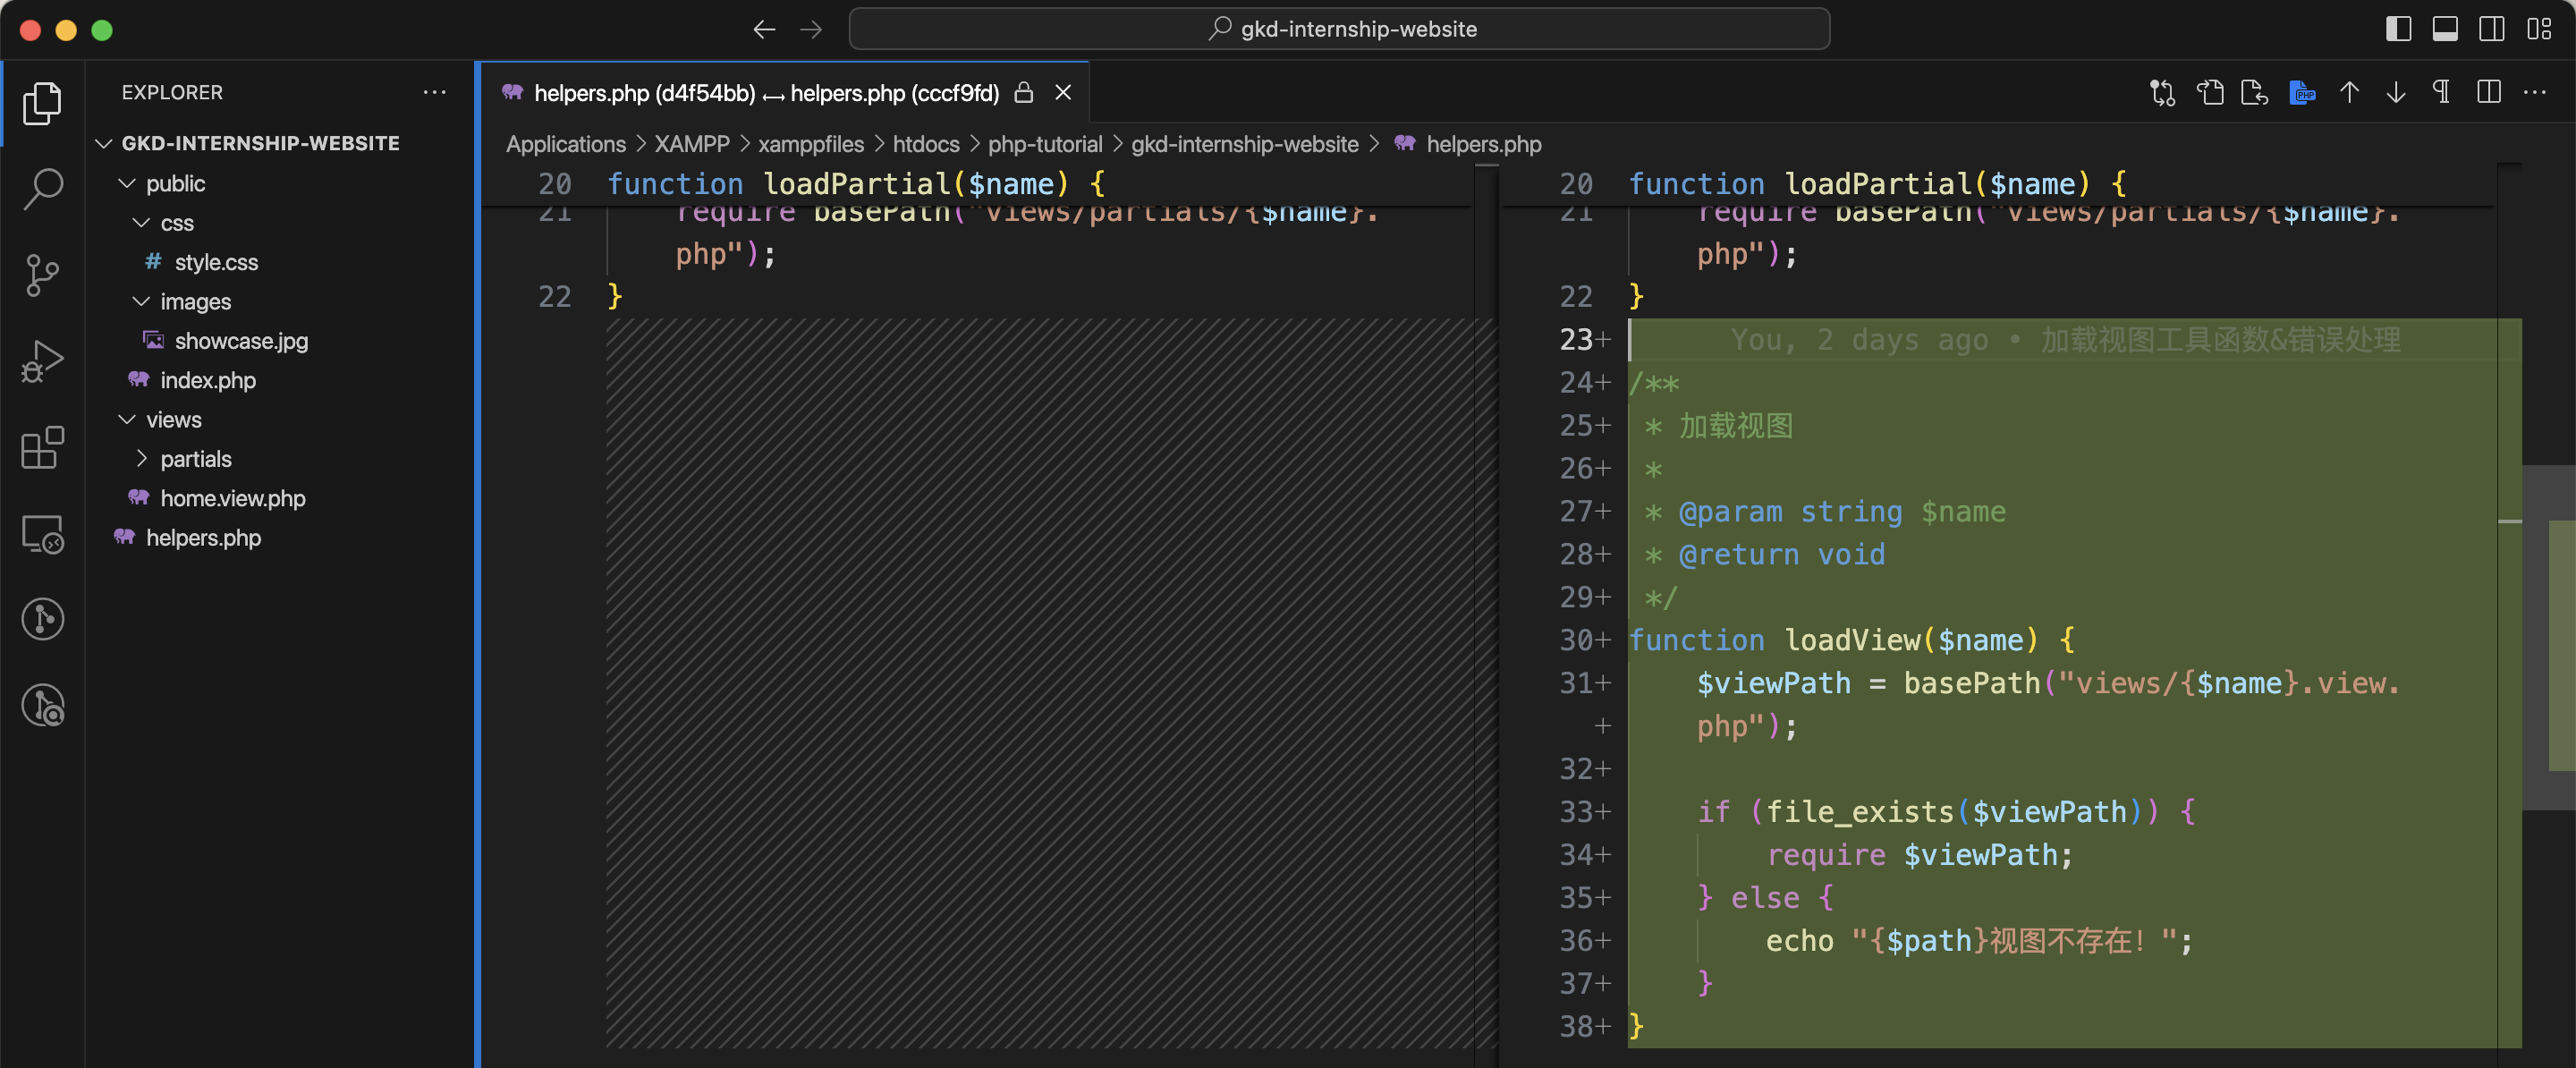 gkd-internship-website
EXPLORER
GKD-INTERNSHIP-WEBSITE
public
css
# style.css
images
showcase.jpg
index.php
views
partials
home.view.php
helpers.php
helpers.php (d4f54bb) ↔ helpers.php (cccf9fd)
PHP
Applications > XAMPP > xamppfiles > htdocs > php-tutorial > gkd-internship-website > helpers.php
20 function loadPartial($name) {
21 require basePath("views/partials/{$name}.
php");
22 }
20 function loadPartial($name) {
21 require basePath("views/partials/{$name}.
php");
22 }
23+ You, 2 days ago • 加载视图工具函数&错误处理
24+ /**
25+ * 加载视图
26+ *
27+ * @param string $name
28+ * @return void
29+ */
30+ function loadView($name) {
31+ $viewPath = basePath("views/{$name}.view.
+ php");
32+
33+ if (file_exists($viewPath)) {
34+ require $viewPath;
35+ } else {
36+ echo "{$path}视图不存在！";
37+ }
38+ }